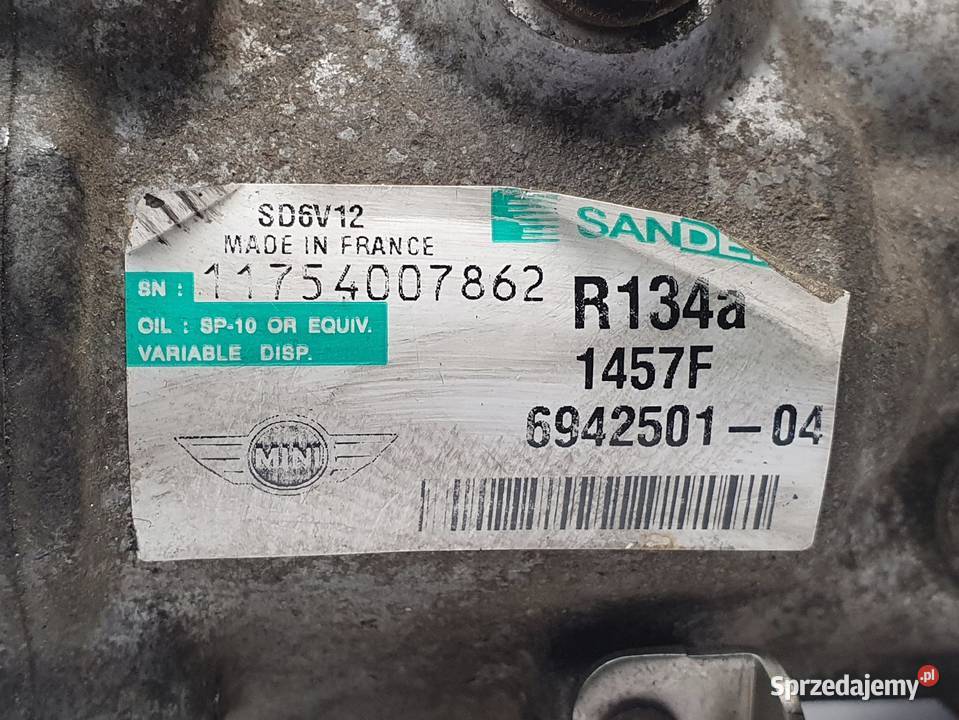 SD6V12
MADE IN FRANCE
SANDE
SN : 11754007862
OIL : SP-10 OR EQUIV.
VARIABLE DISP.
R134a
1457F
6942501-04
MINI
Sprzedajemy.pl